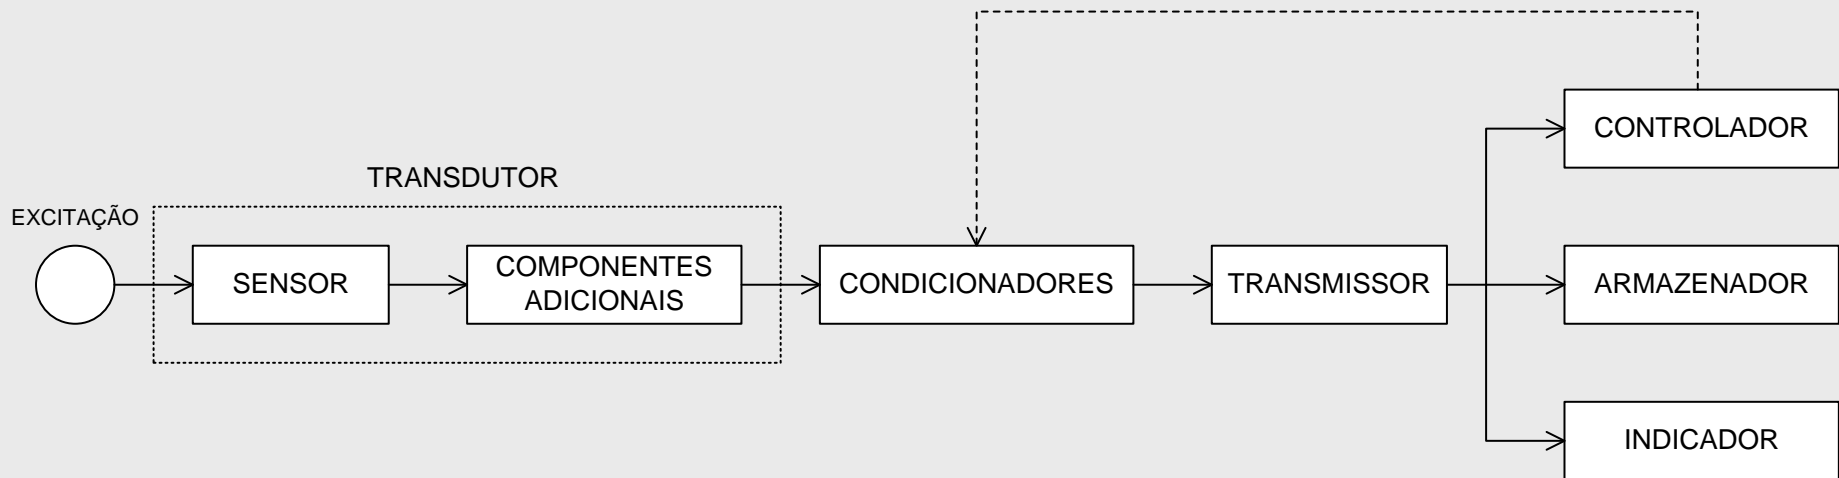 TRANSDUTOR
EXCITAÇÃO
SENSOR
COMPONENTES
ADICIONAIS
CONDICIONADORES
TRANSMISSOR
CONTROLADOR
ARMAZENADOR
INDICADOR